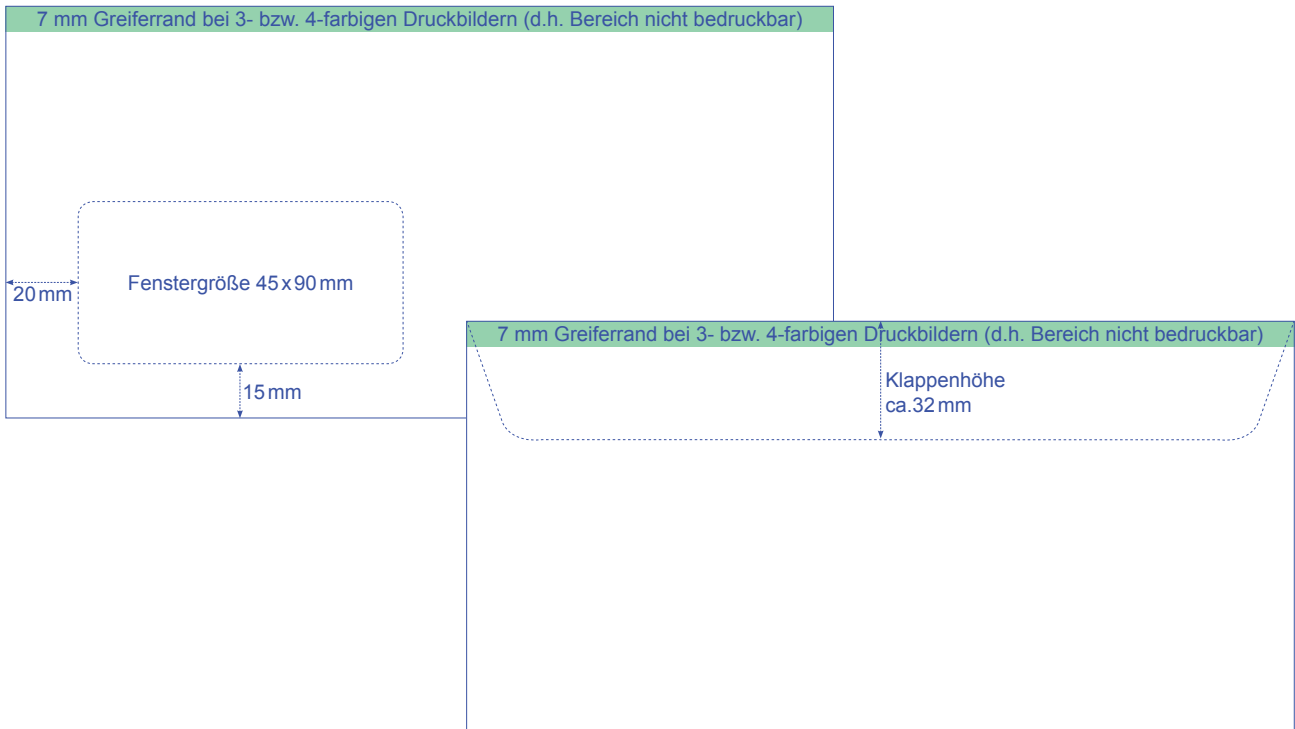 7 mm Greiferrand bei 3- bzw. 4-farbigen Druckbildern (d.h. Bereich nicht bedruckbar)
Fenstergröße 45 x 90 mm
20 mm
15 mm
7 mm Greiferrand bei 3- bzw. 4-farbigen Druckbildern (d.h. Bereich nicht bedruckbar)
Klappenhöhe
ca.32 mm